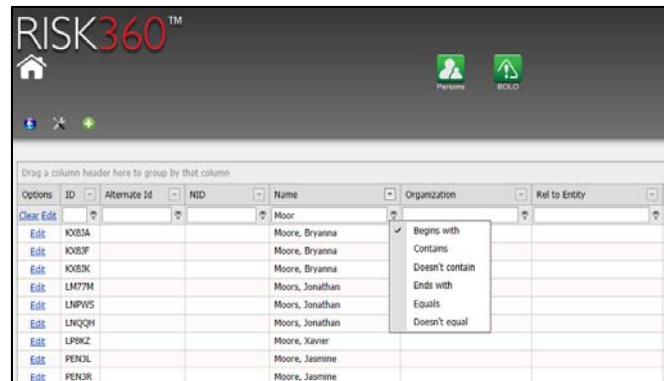 RISK360™
Persons BOLO
Drag a column header here to group by that column
Options ID Alternate Id NID Name Organization Rel to Entity
Clear Edit Moor
Begins with
Contains
Doesn't contain
Ends with
Equals
Doesn't equal
Edit KX8JA Moore, Bryanna
Edit KX8JF Moore, Bryanna
Edit KX8JK Moore, Bryanna
Edit LM77M Moors, Jonathan
Edit LNPWS Moors, Jonathan
Edit LNQQH Moors, Jonathan
Edit LP8KZ Moore, Xavier
Edit PEN3L Moore, Jasmine
Edit PEN3R Moore, Jasmine